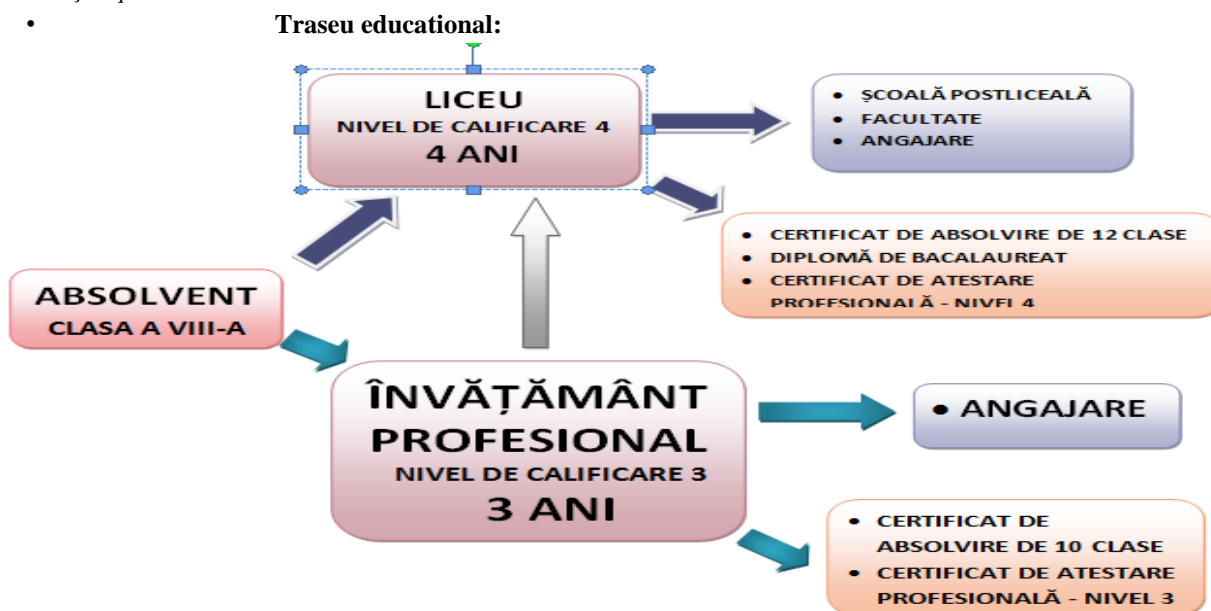 • Traseu educational:
LICEU
NIVEL DE CALIFICARE 4
4 ANI
• ȘCOALĂ POSTLICEALĂ
• FACULTATE
• ANGAJARE
• CERTIFICAT DE ABSOLVIRE DE 12 CLASE
• DIPLOMĂ DE BACALAUREAT
• CERTIFICAT DE ATESTARE
PROFESIONALĂ - NIVEL 4
ABSOLVENT
CLASA A VIII-A
ÎNVĂȚĂMÂNT
PROFESIONAL
NIVEL DE CALIFICARE 3
3 ANI
• ANGAJARE
• CERTIFICAT DE
ABSOLVIRE DE 10 CLASE
• CERTIFICAT DE ATESTARE
PROFESIONALĂ - NIVEL 3